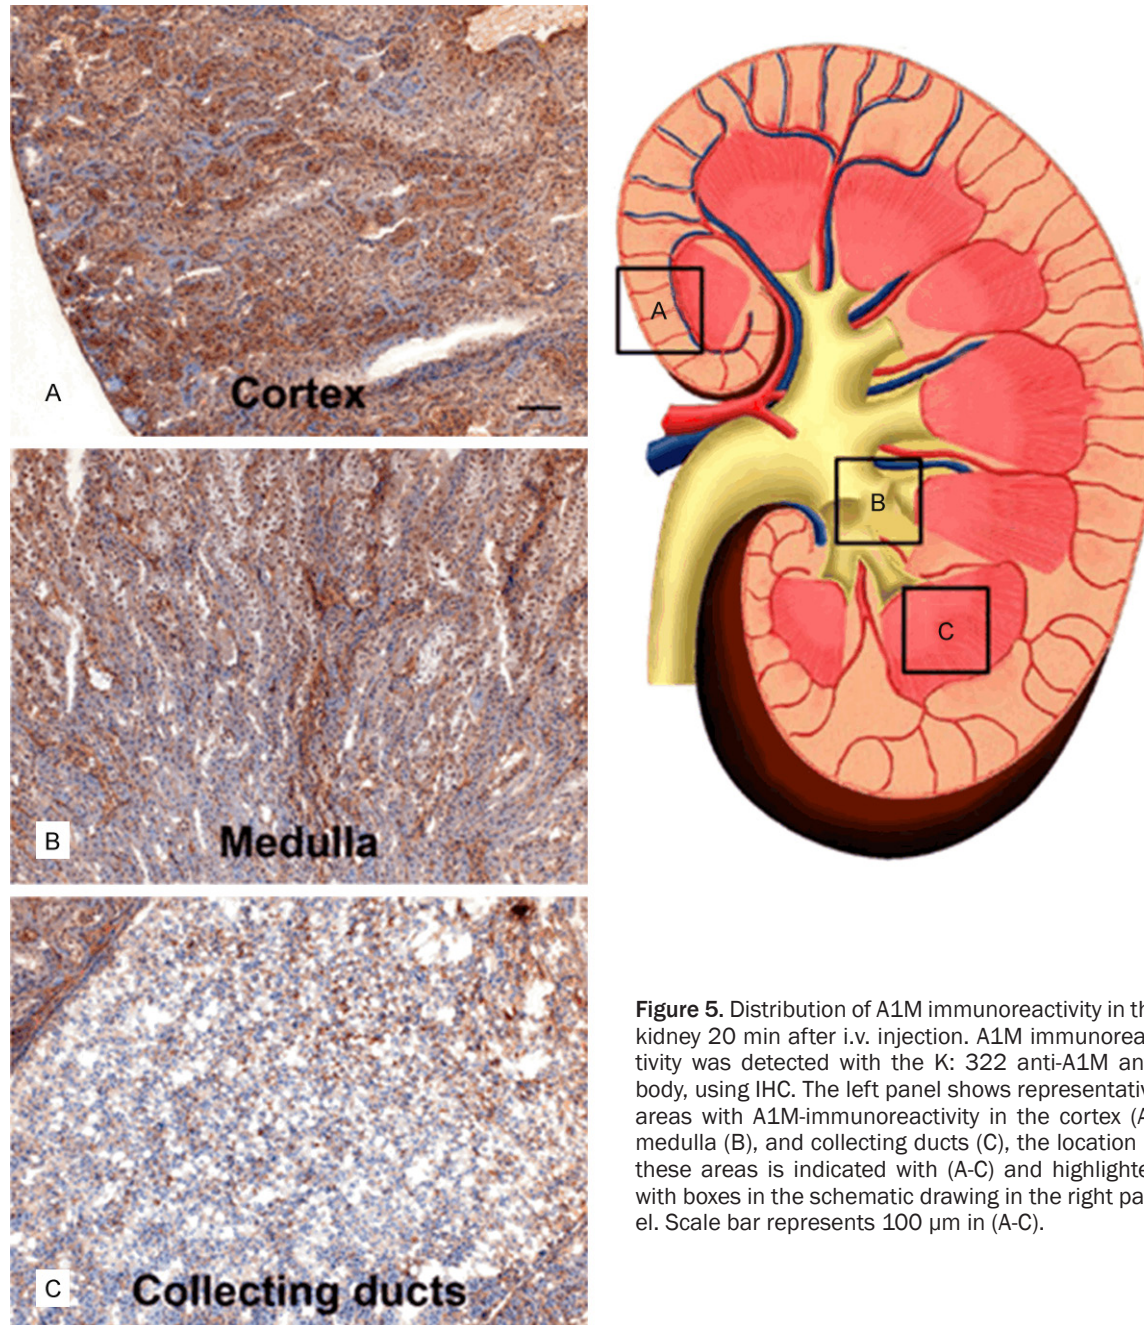 A
Cortex
B
Medulla
C
Collecting ducts
A
B
C
Figure 5. Distribution of A1M immunoreactivity in th
kidney 20 min after i.v. injection. A1M immunoreac
tivity was detected with the K: 322 anti-A1M an
body, using IHC. The left panel shows representativ
areas with A1M-immunoreactivity in the cortex (A
medulla (B), and collecting ducts (C), the location
these areas is indicated with (A-C) and highlighte
with boxes in the schematic drawing in the right pa
el. Scale bar represents 100 µm in (A-C).